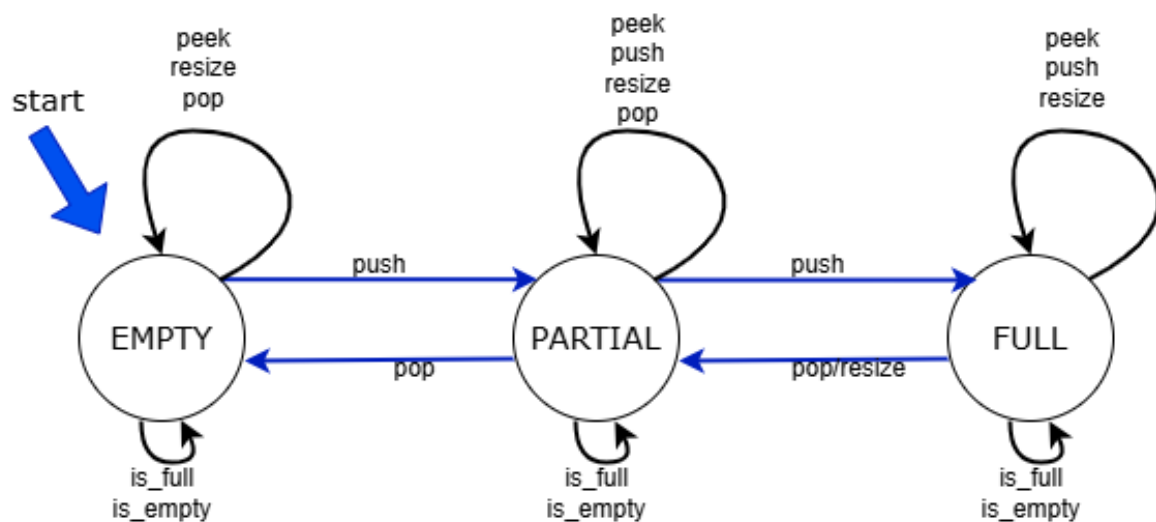 peek
resize
pop
peek
push
resize
pop
peek
push
resize
start
push
push
EMPTY
PARTIAL
FULL
pop
pop/resize
is_full
is_empty
is_full
is_empty
is_full
is_empty